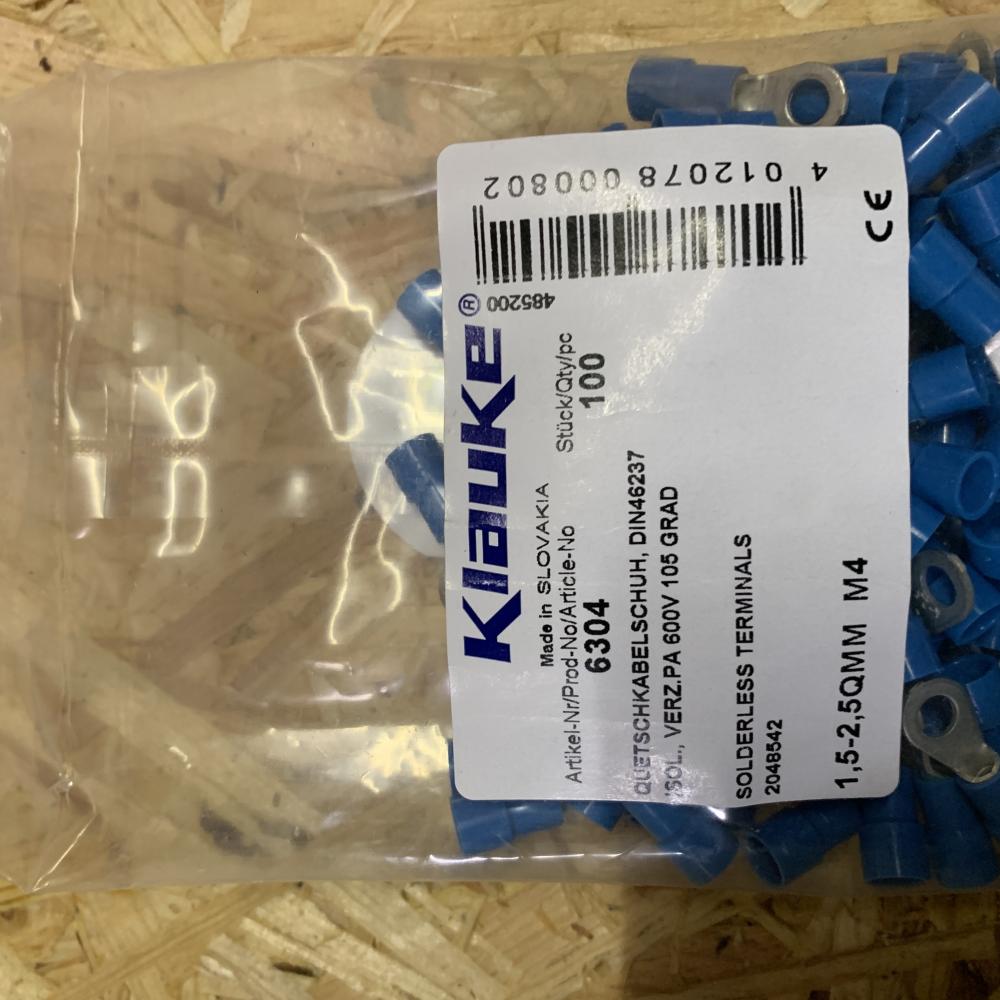 Klauke®
Made in SLOVAKIA
Artikel-Nr/Prod-No/Article-No Stück/Qty/pc
6304 100
QUETSCHKABELSCHUH, DIN46237
ISOL., VERZ.PA 600V 105 GRAD
SOLDERLESS TERMINALS
2048542
1,5-2,5QMM M4
485200
4 012078 000802
CE